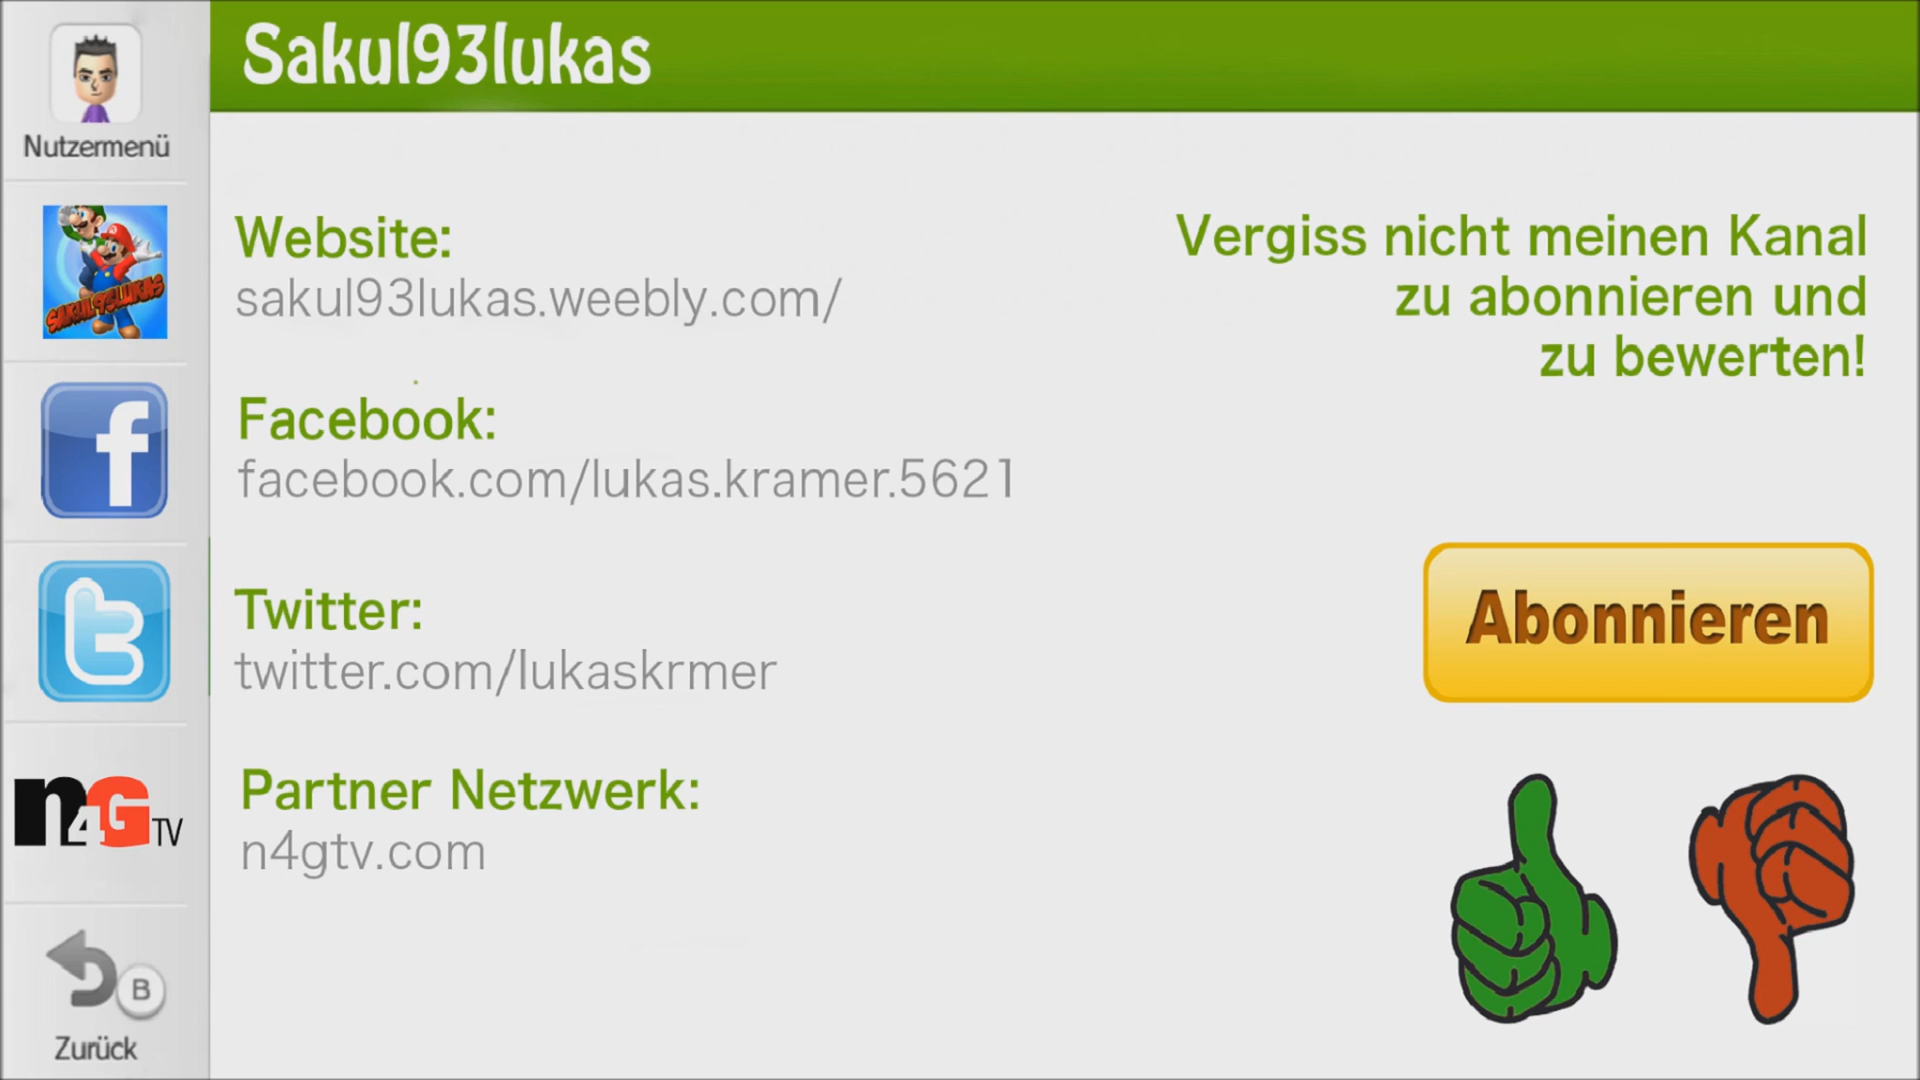 Sakul93lukas
Nutzermenü
SAKUL93LUKAS
Website:
sakul93lukas.weebly.com/
Vergiss nicht meinen Kanal
zu abonnieren und
zu bewerten!
f
Facebook:
facebook.com/lukas.kramer.5621
t
Twitter:
twitter.com/lukaskrmer
Abonnieren
n4G TV
Partner Netzwerk:
n4gtv.com
B
Zurück